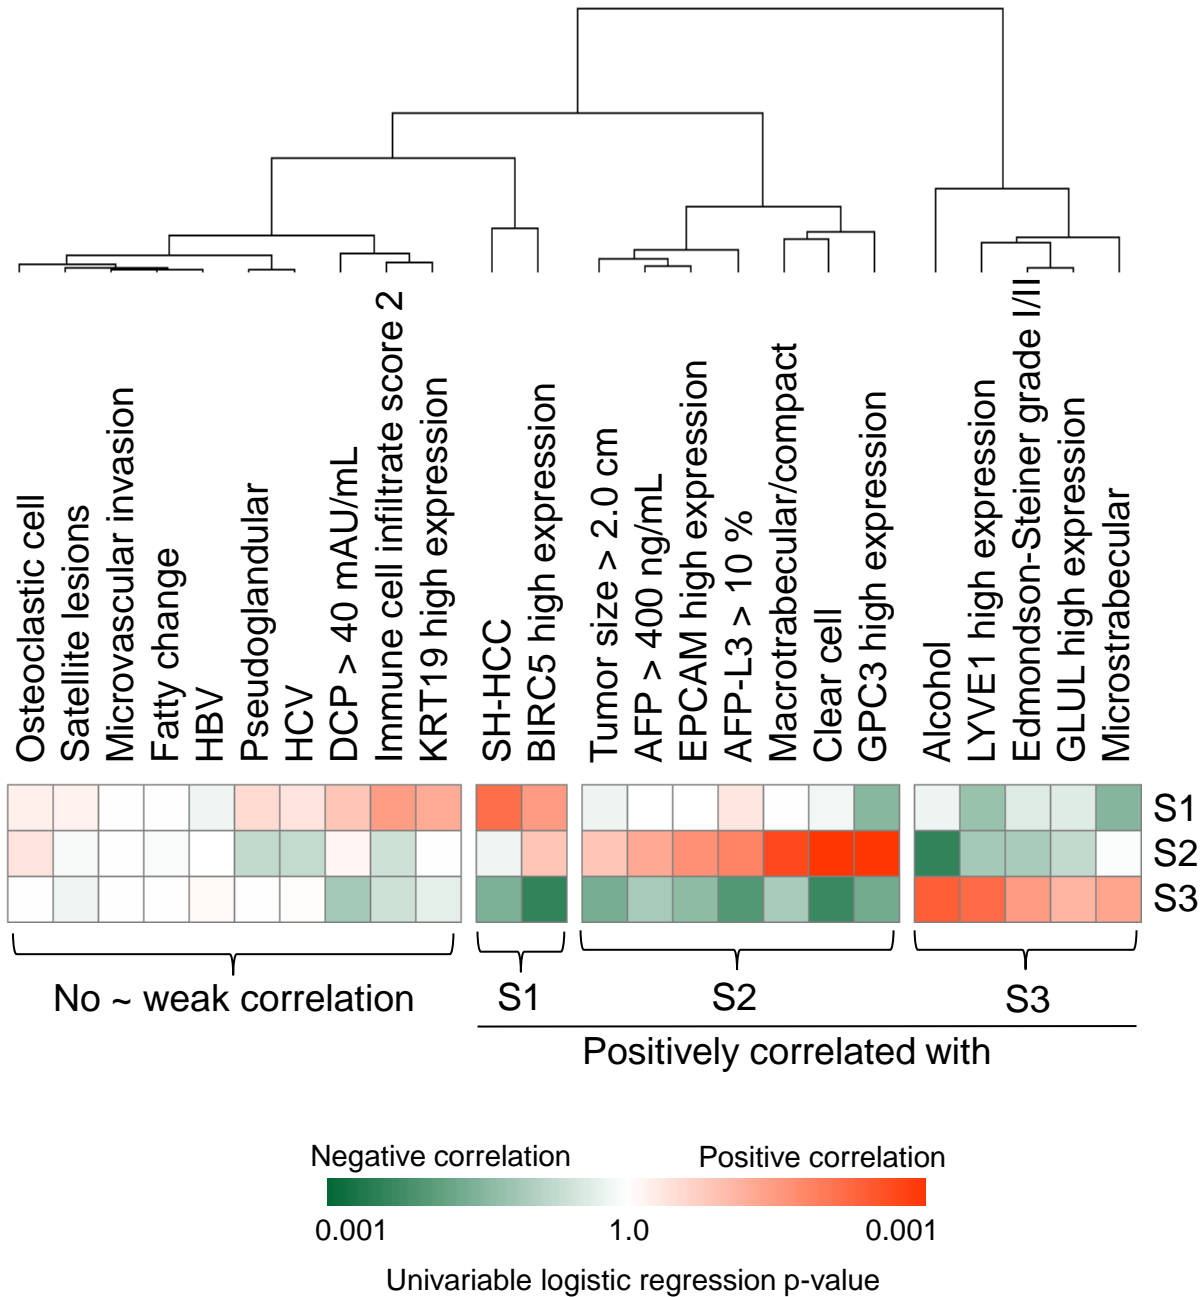 Osteoclastic cell
Satellite lesions
Microvascular invasion
Fatty change
HBV
Pseudoglandular
HCV
DCP > 40 mAU/mL
Immune cell infiltrate score 2
KRT19 high expression
SH-HCC
BIRC5 high expression
Tumor size > 2.0 cm
AFP > 400 ng/mL
EPCAM high expression
AFP-L3 > 10 %
Macrotrabecular/compact
Clear cell
GPC3 high expression
Alcohol
LYVE1 high expression
Edmondson-Steiner grade I/II
GLUL high expression
Microstrabecular
S1
S2
S3
No ~ weak correlation
S1
S2
S3
Positively correlated with
Negative correlation
Positive correlation
0.001
1.0
0.001
Univariable logistic regression p-value